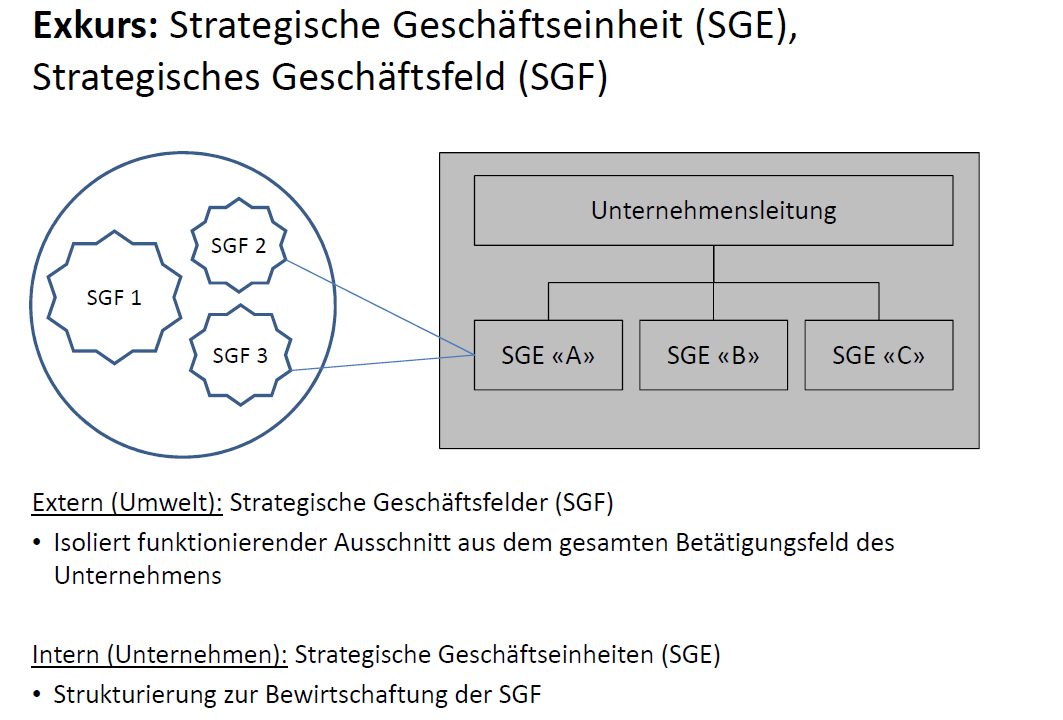 Exkurs: Strategische Geschäftseinheit (SGE),
Strategisches Geschäftsfeld (SGF)
SGF 1
SGF 2
SGF 3
Unternehmensleitung
SGE «A»
SGE «B»
SGE «C»
Extern (Umwelt): Strategische Geschäftsfelder (SGF)
• Isoliert funktionierender Ausschnitt aus dem gesamten Betätigungsfeld des
Unternehmens
Intern (Unternehmen): Strategische Geschäftseinheiten (SGE)
• Strukturierung zur Bewirtschaftung der SGF